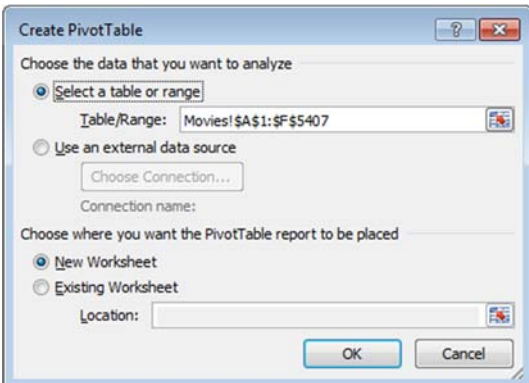 Create PivotTable
Choose the data that you want to analyze
Select a table or range
Table/Range: Movies!$A$1:$F$5407
Use an external data source
Choose Connection...
Connection name:
Choose where you want the PivotTable report to be placed
New Worksheet
Existing Worksheet
Location:
OK Cancel